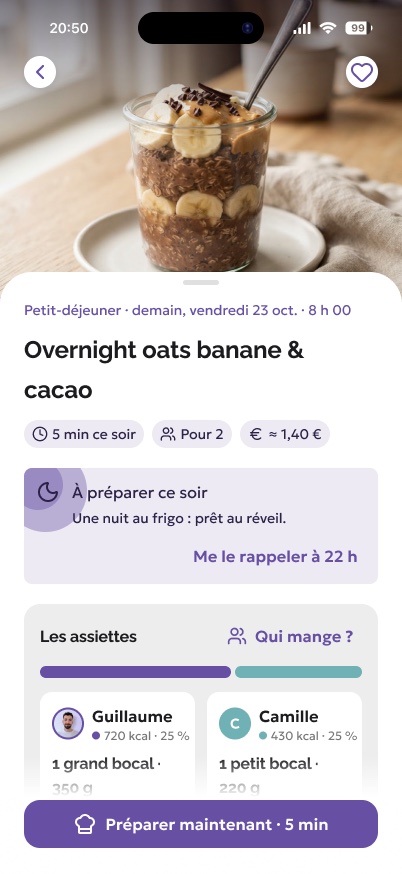 20:50
99
Petit-déjeuner · demain, vendredi 23 oct. · 8 h 00
Overnight oats banane &
cacao
5 min ce soir
Pour 2
€ ≈ 1,40 €
À préparer ce soir
Une nuit au frigo : prêt au réveil.
Me le rappeler à 22 h
Les assiettes
Qui mange ?
Guillaume
720 kcal · 25 %
1 grand bocal ·
350 g
C
Camille
430 kcal · 25 %
1 petit bocal ·
220 g
Préparer maintenant · 5 min